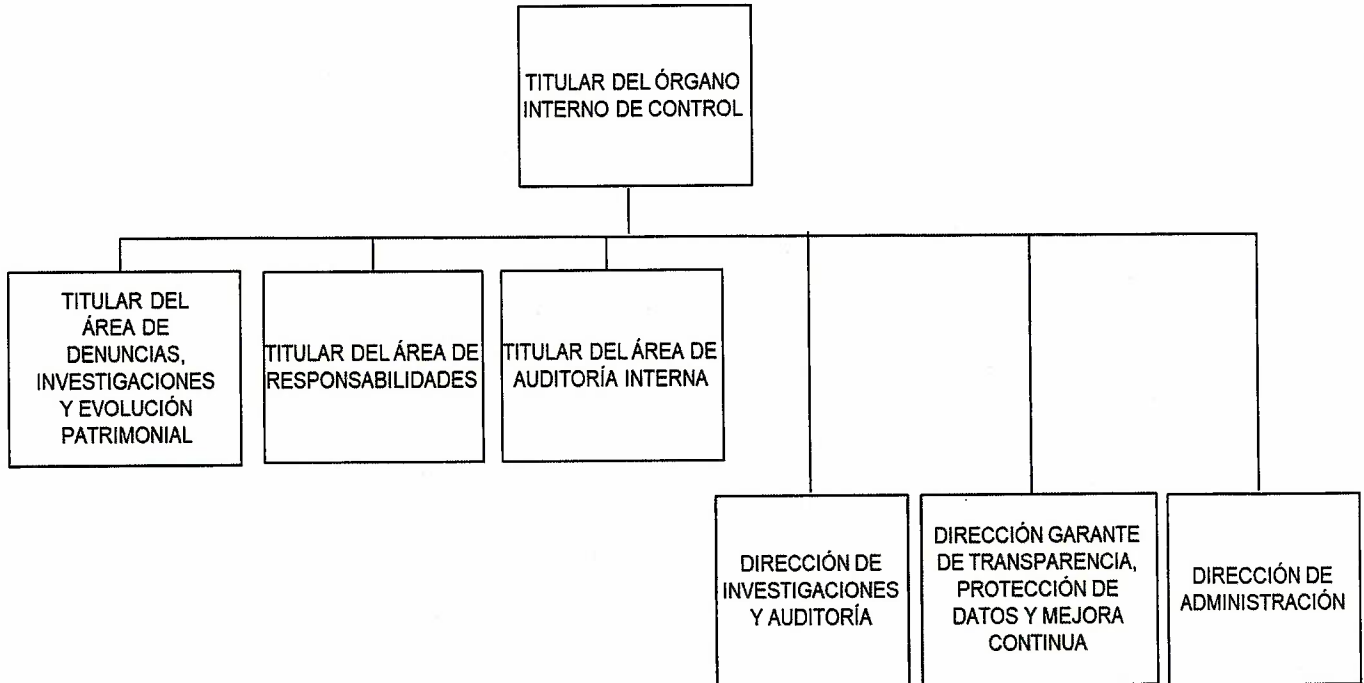 TITULAR DEL ÓRGANO
INTERNO DE CONTROL
TITULAR DEL
ÁREA DE
DENUNCIAS,
INVESTIGACIONES
Y EVOLUCIÓN
PATRIMONIAL
TITULAR DEL ÁREA DE
RESPONSABILIDADES
TITULAR DEL ÁREA DE
AUDITORÍA INTERNA
DIRECCIÓN DE
INVESTIGACIONES
Y AUDITORÍA
DIRECCIÓN GARANTE
DE TRANSPARENCIA,
PROTECCIÓN DE
DATOS Y MEJORA
CONTINUA
DIRECCIÓN DE
ADMINISTRACIÓN